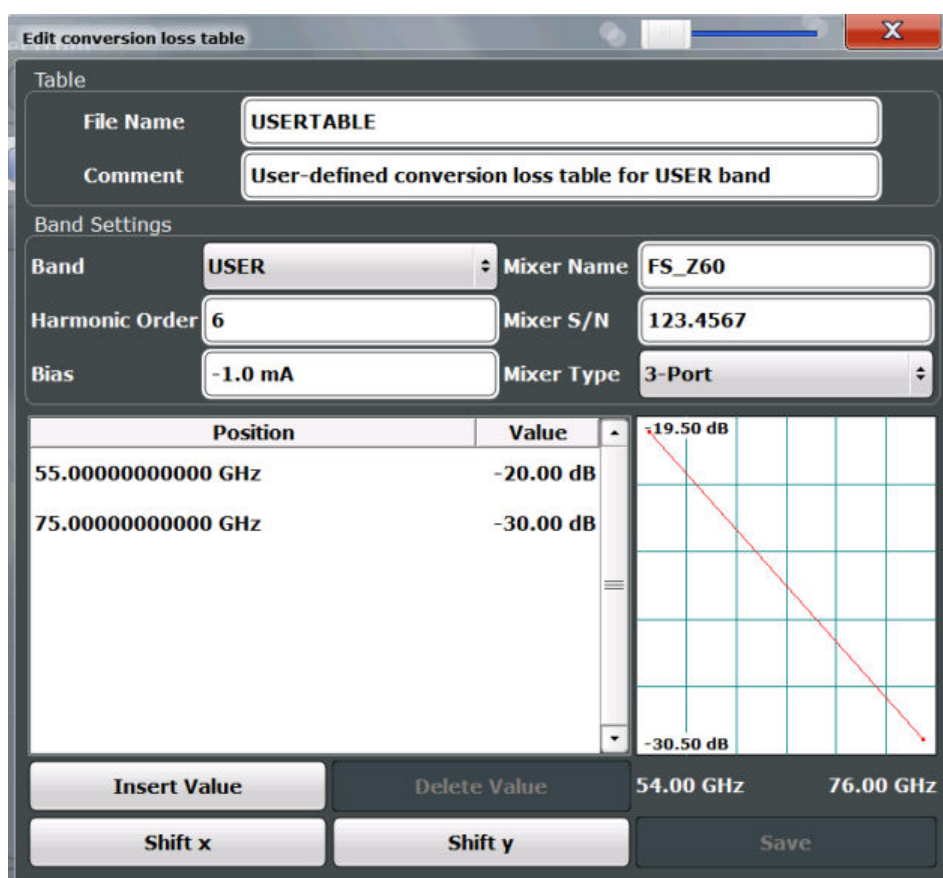 Edit conversion loss table
X
Table
File Name USERTABLE
Comment User-defined conversion loss table for USER band
Band Settings
Band USER Mixer Name FS_Z60
Harmonic Order 6 Mixer S/N 123.4567
Bias -1.0 mA Mixer Type 3-Port
Position Value
55.00000000000 GHz -20.00 dB
75.00000000000 GHz -30.00 dB
-19.50 dB
-30.50 dB
54.00 GHz 76.00 GHz
Insert Value Delete Value
Shift x Shift y Save